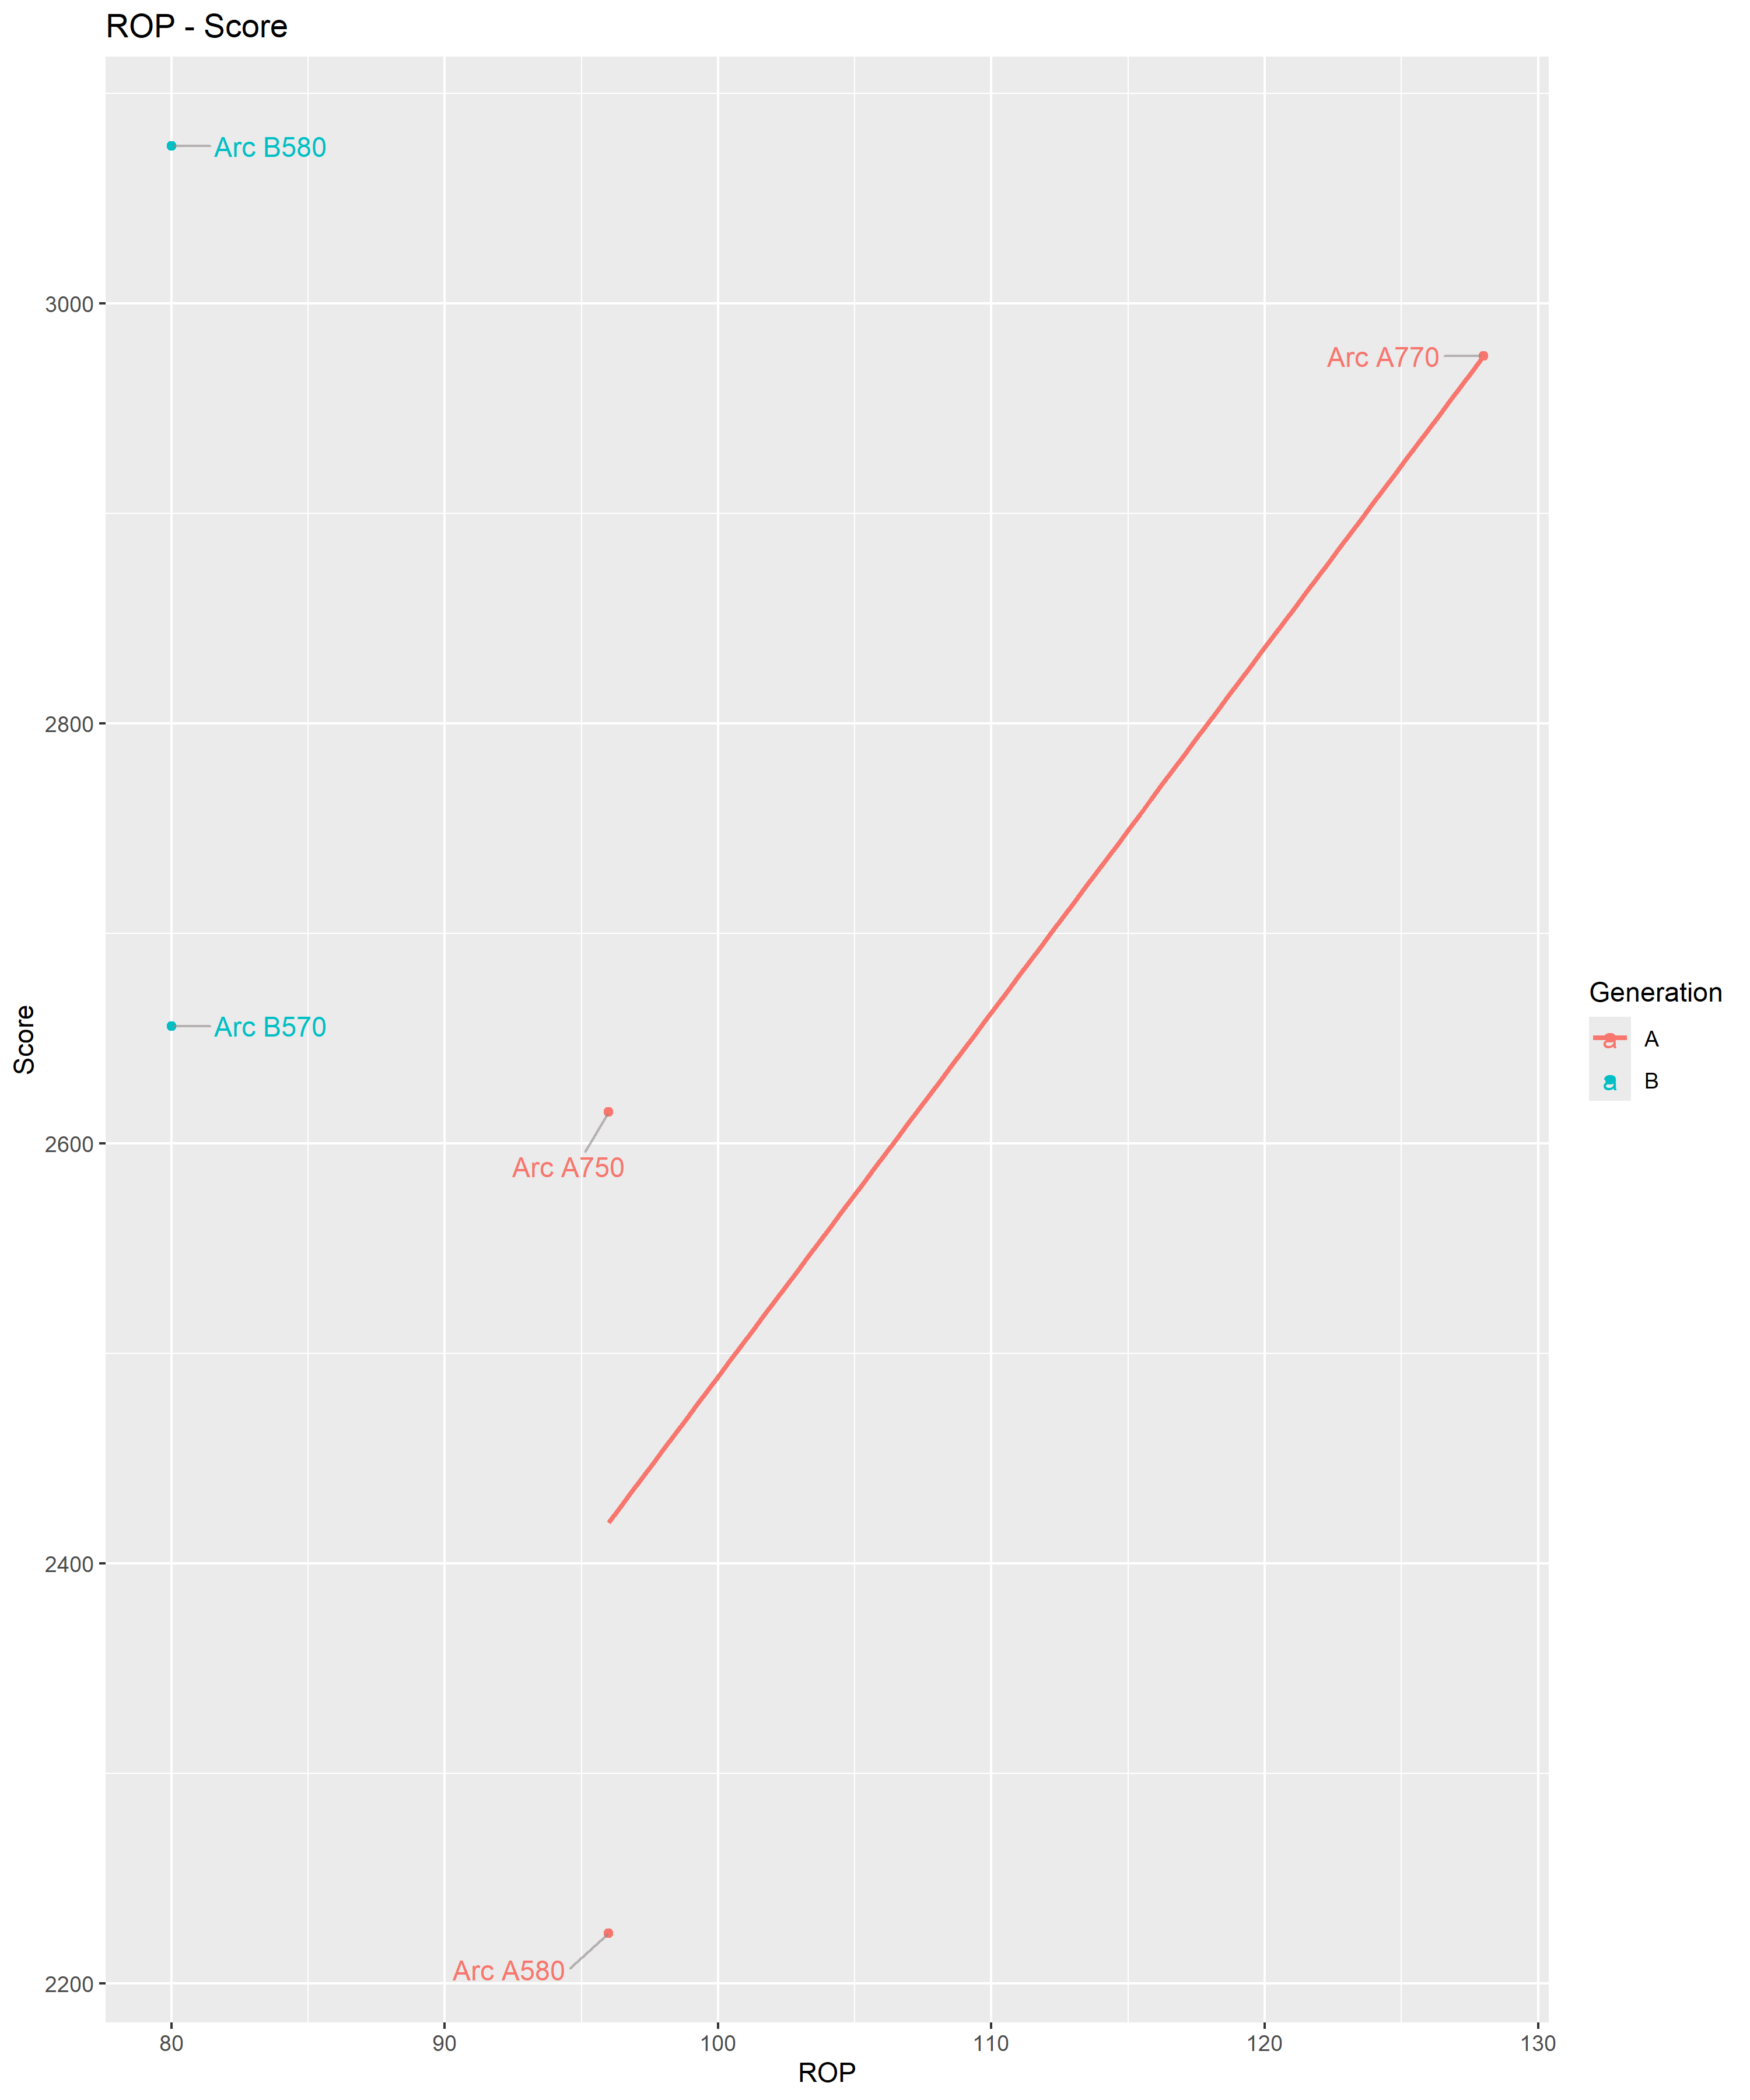 ROP - Score
Arc B580
3000
Arc A770
2800
Generation
a A
a B
Score
Arc B570
2600
Arc A750
2400
Arc A580
2200
80 90 100 110 120 130
ROP